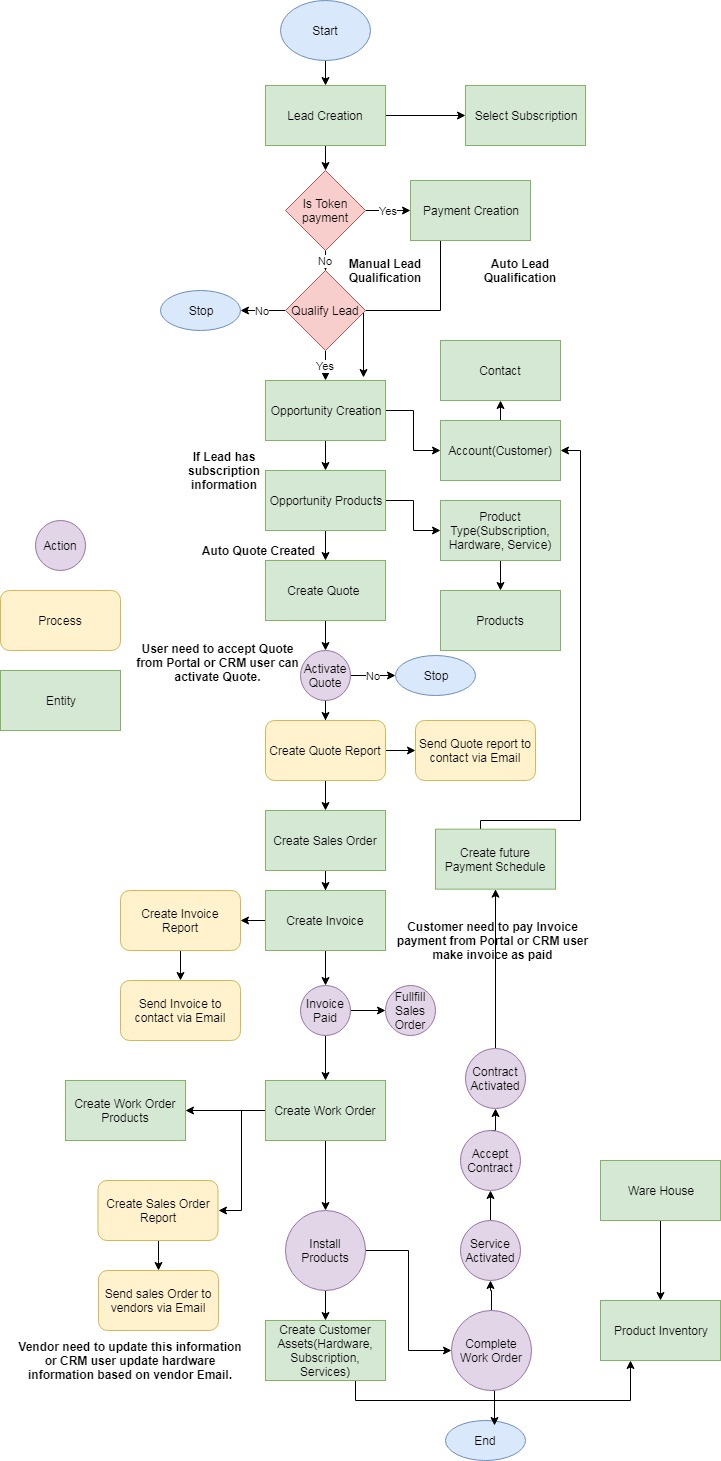 Start
Lead Creation
Select Subscription
Is Token
payment
Yes
Payment Creation
No
Manual Lead
Qualification
Auto Lead
Qualification
Stop
No
Qualify Lead
Yes
Contact
Opportunity Creation
Account(Customer)
If Lead has
subscription
information
Opportunity Products
Product
Type(Subscription,
Hardware, Service)
Action
Auto Quote Created
Create Quote
Products
Process
User need to accept Quote
from Portal or CRM user can
activate Quote.
Activate
Quote
No
Stop
Entity
Create Quote Report
Send Quote report to
contact via Email
Create Sales Order
Create future
Payment Schedule
Create Invoice
Report
Create Invoice
Customer need to pay Invoice
payment from Portal or CRM user
make invoice as paid
Send Invoice to
contact via Email
Invoice
Paid
Fullfill
Sales
Order
Contract
Activated
Create Work Order
Products
Create Work Order
Accept
Contract
Create Sales Order
Report
Ware House
Install
Products
Service
Activated
Send sales Order to
vendors via Email
Vendor need to update this information
or CRM user update hardware
information based on vendor Email.
Create Customer
Assets(Hardware,
Subscription,
Services)
Complete
Work Order
Product Inventory
End